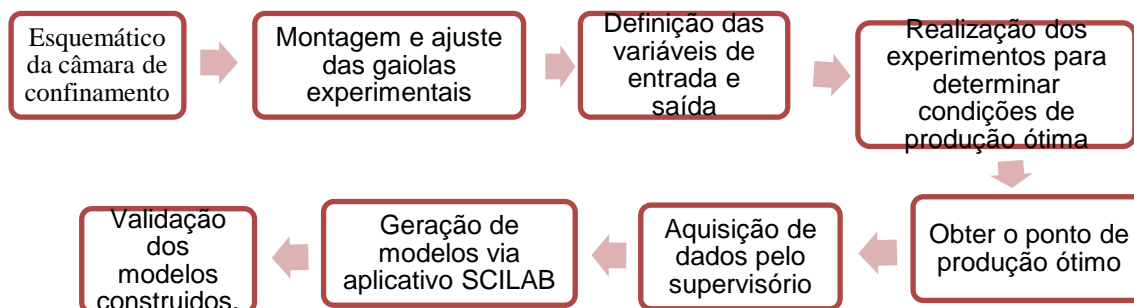 Esquemático
da câmara de
confinamento
Montagem e ajuste
das gaiolas
experimentais
Definição das
variáveis de
entrada e
saída
Realização dos
experimentos para
determinar
condições de
produção ótima
Obter o ponto de
produção ótimo
Aquisição de
dados pelo
supervisório
Geração de
modelos via
aplicativo SCILAB
Validação
dos
modelos
construidos.